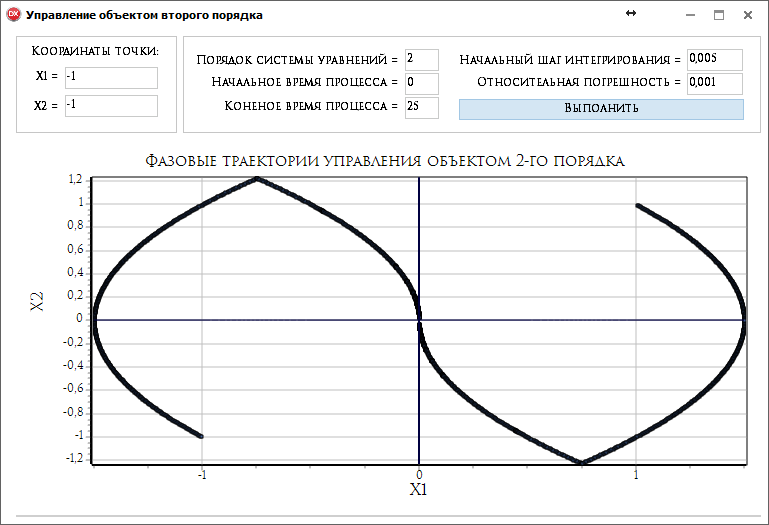 DX Управление объектом второго порядка
Координаты точки:
X1 = -1
X2 = -1
Порядок системы уравнений = 2
Начальное время процесса = 0
Коненое время процесса = 25
Начальный шаг интегрирования = 0,005
Относительная погрешность = 0,001
Выполнить
Фазовые траектории управления объектом 2-го порядка
1,2
1
0,8
0,6
0,4
0,2
0
-0,2
-0,4
-0,6
-0,8
-1
-1,2
X2
-1 0 1
X1